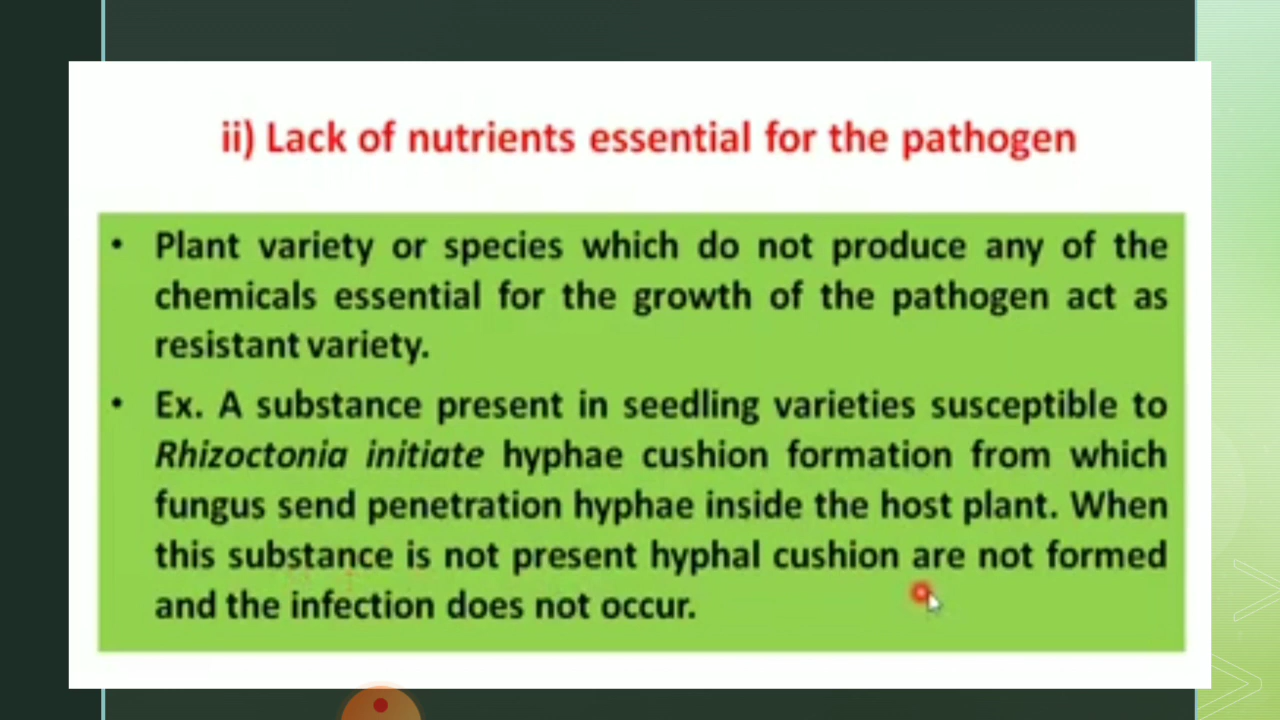 ii) Lack of nutrients essential for the pathogen
• Plant variety or species which do not produce any of the
chemicals essential for the growth of the pathogen act as
resistant variety.
• Ex. A substance present in seedling varieties susceptible to
Rhizoctonia initiate hyphae cushion formation from which
fungus send penetration hyphae inside the host plant. When
this substance is not present hyphal cushion are not formed
and the infection does not occur.